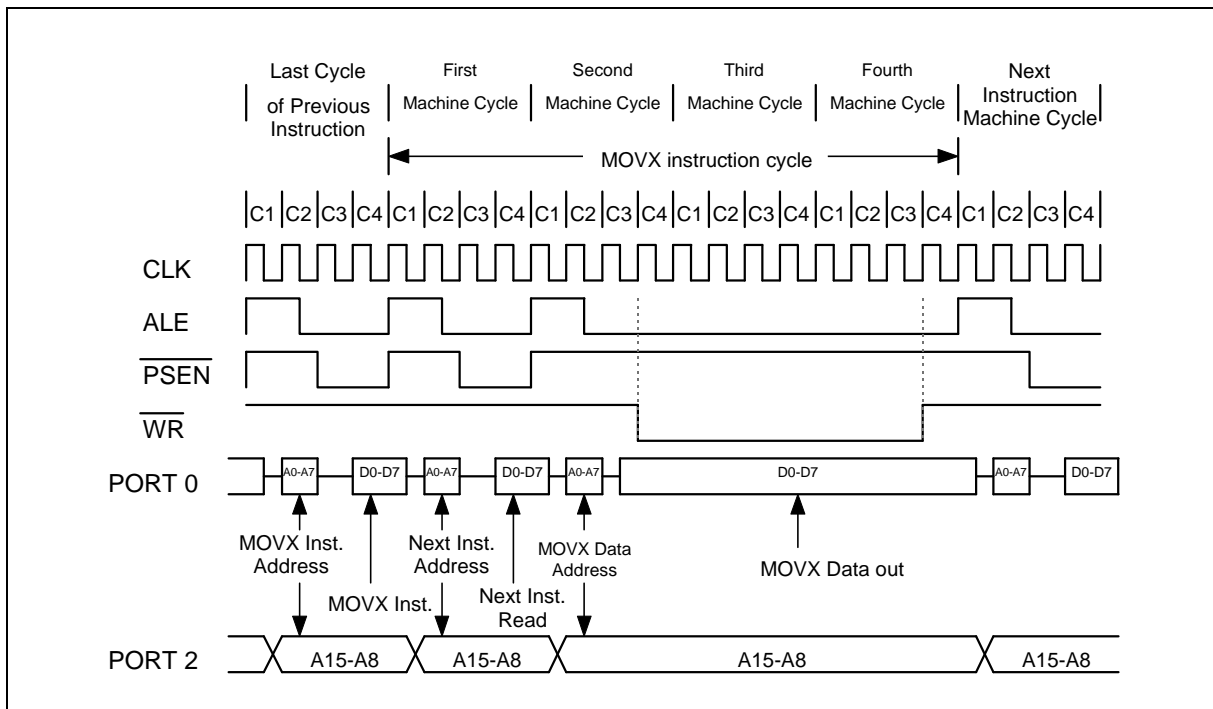 Last Cycle
of Previous
Instruction
First
Machine Cycle
Second
Machine Cycle
Third
Machine Cycle
Fourth
Machine Cycle
Next
Instruction
Machine Cycle
MOVX instruction cycle
C1 C2 C3 C4 C1 C2 C3 C4 C1 C2 C3 C4 C1 C2 C3 C4 C1 C2 C3 C4 C1 C2 C3 C4
CLK
ALE
PSEN
WR
PORT 0
A0-A7 D0-D7 A0-A7 D0-D7 A0-A7 D0-D7 A0-A7 D0-D7
MOVX Inst.
Address
MOVX Inst.
Next Inst.
Address
Next Inst.
Read
MOVX Data
Address
MOVX Data out
PORT 2
A15-A8 A15-A8 A15-A8 A15-A8